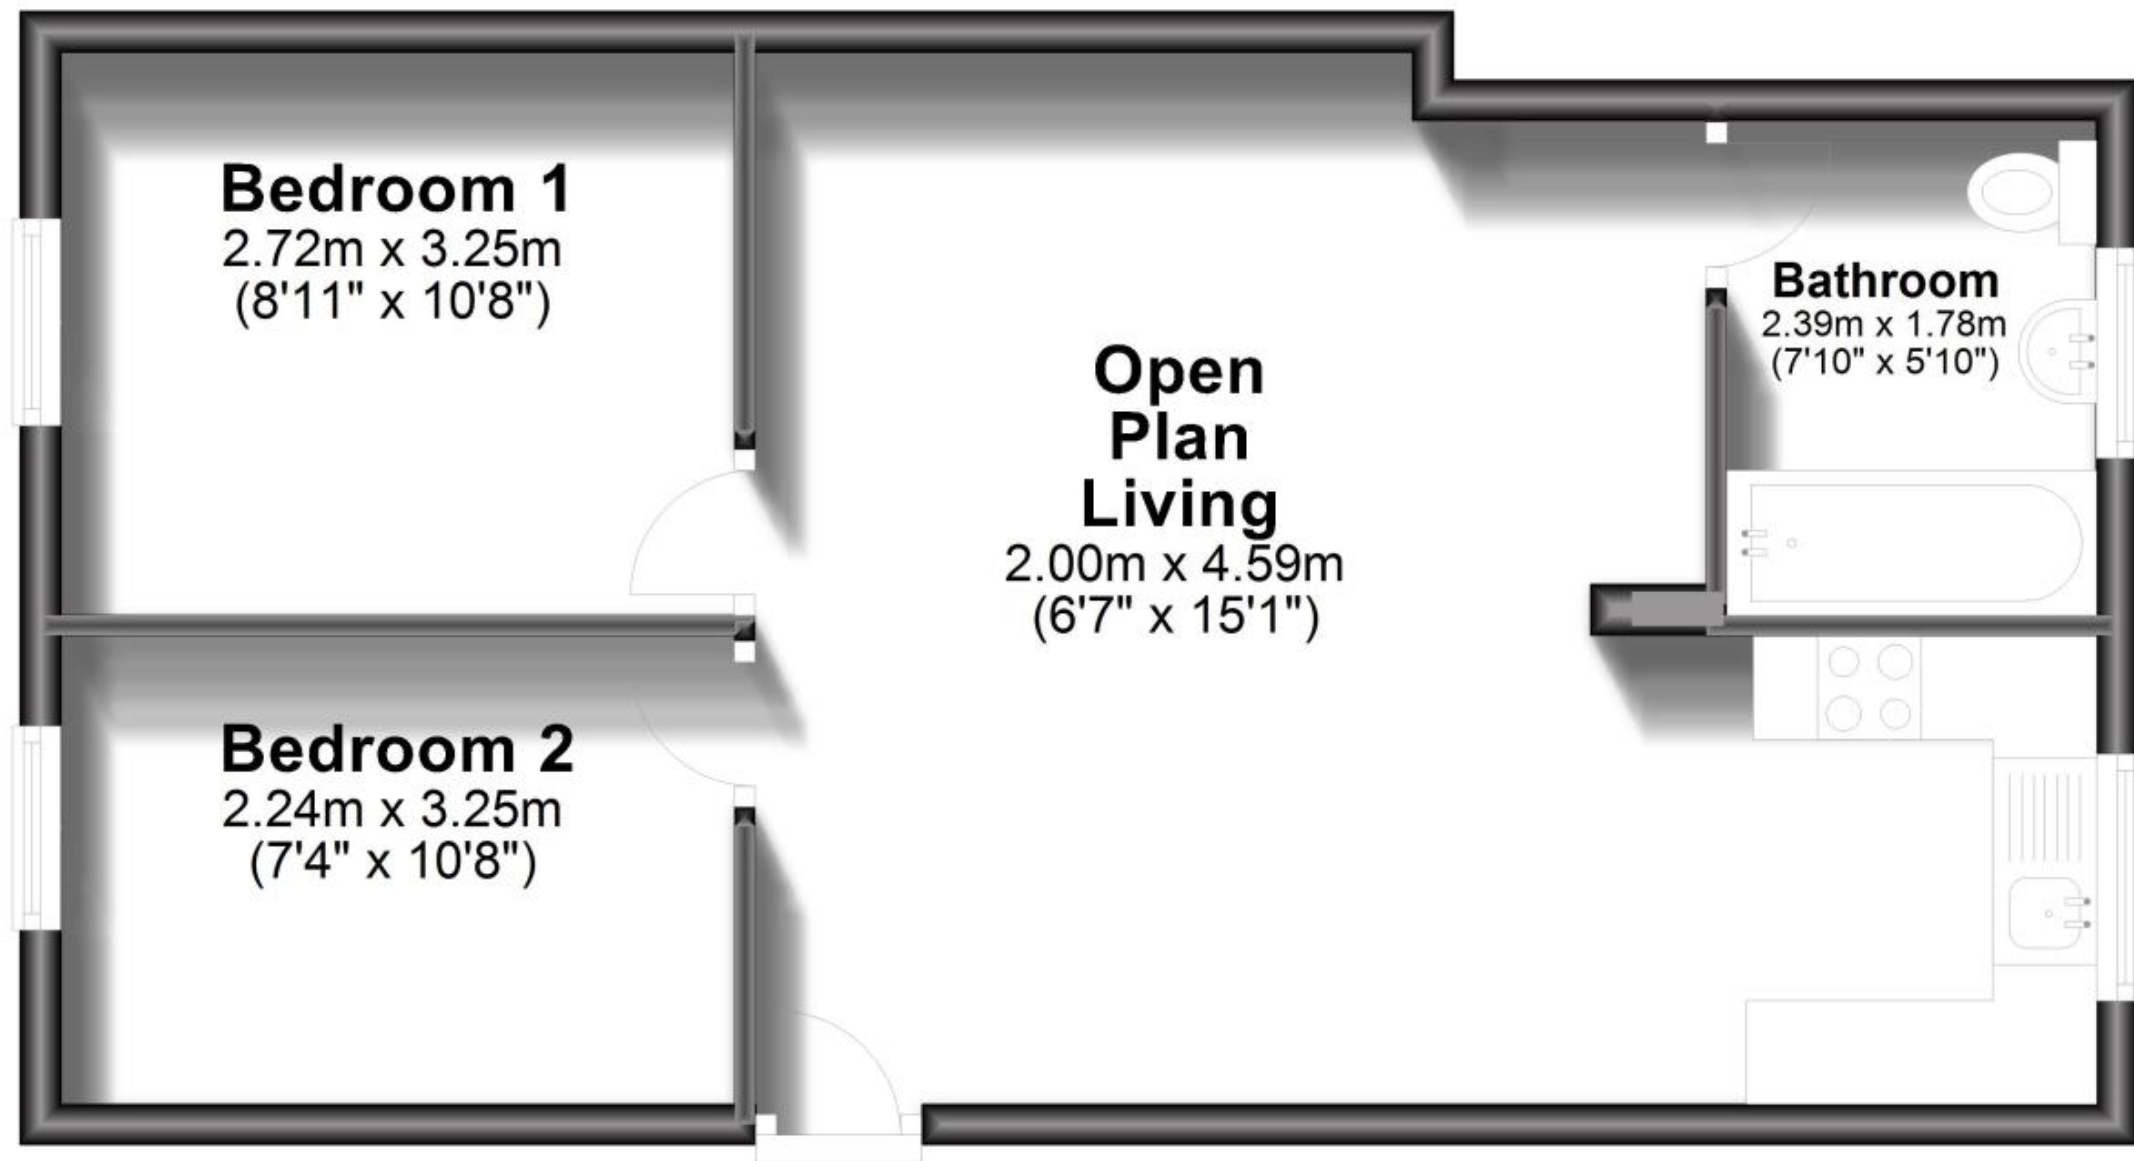 Bedroom 1
2.72m x 3.25m
(8'11" x 10'8")
Open
Plan
Living
2.00m x 4.59m
(6'7" x 15'1")
Bathroom
2.39m x 1.78m
(7'10" x 5'10")
Bedroom 2
2.24m x 3.25m
(7'4" x 10'8")